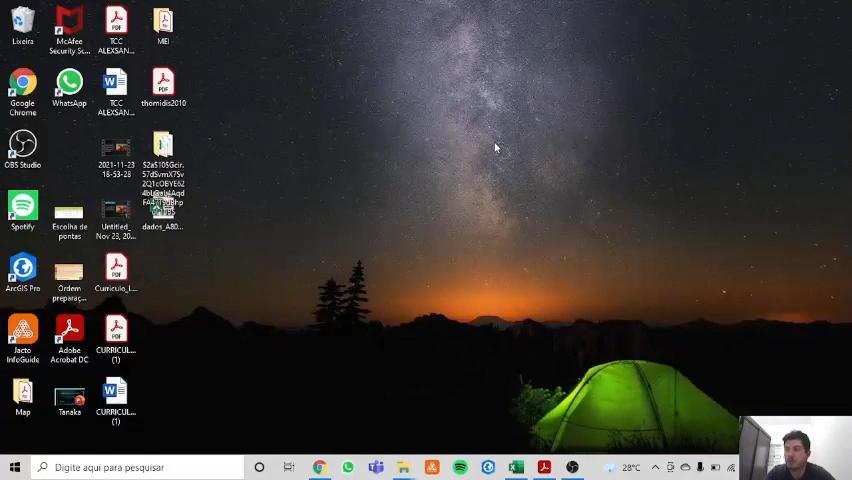 Lixeira
McAfee
Security Sc...
TCC
ALEXSAN...
MEI
Google
Chrome
WhatsApp
TCC
ALEXSAN...
thomidis2010
OBS Studio
2021-11-23
18-53-28
Spotify
Escolha de
pontas
Untitled_
Nov 23, 20...
dados_A80...
ArcGIS Pro
Ordem
preparaç...
Curriculo_L...
Jacto
InfoGuide
Adobe
Acrobat DC
CURRICUL...
(1)
Map
Tanaka
CURRICUL...
(1)
Digite aqui para pesquisar
28°C